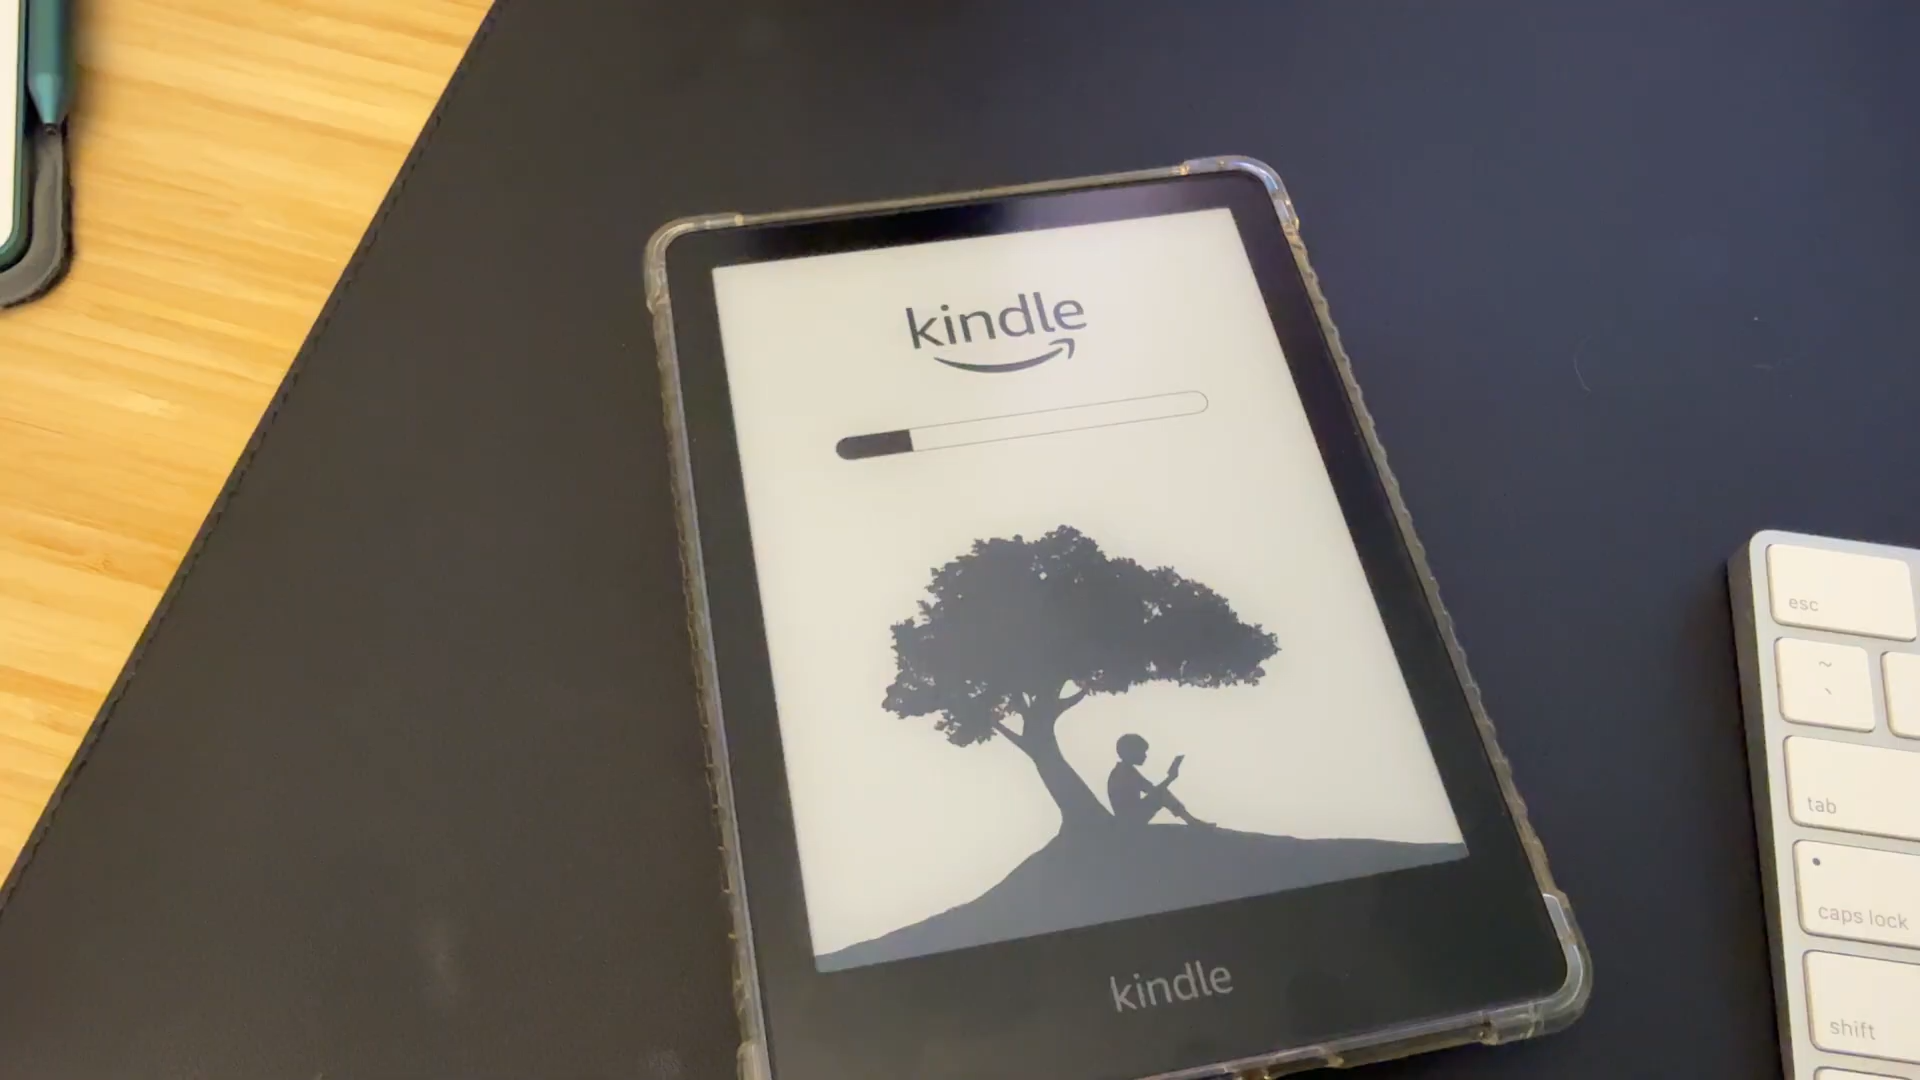 kindle
kindle
esc
~
`
tab
caps lock
shift